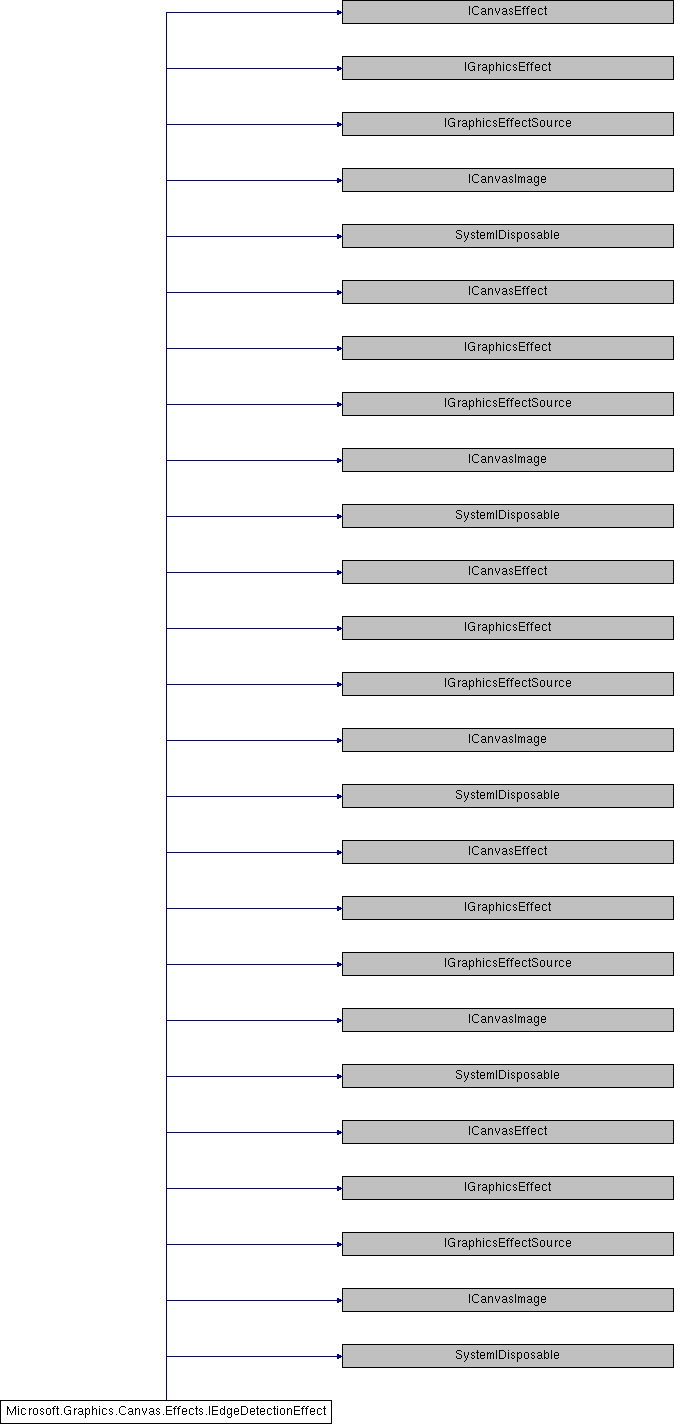 ICanvasEffect
IGraphicsEffect
IGraphicsEffectSource
ICanvasImage
SystemIDisposable
ICanvasEffect
IGraphicsEffect
IGraphicsEffectSource
ICanvasImage
SystemIDisposable
ICanvasEffect
IGraphicsEffect
IGraphicsEffectSource
ICanvasImage
SystemIDisposable
ICanvasEffect
IGraphicsEffect
IGraphicsEffectSource
ICanvasImage
SystemIDisposable
ICanvasEffect
IGraphicsEffect
IGraphicsEffectSource
ICanvasImage
SystemIDisposable
Microsoft.Graphics.Canvas.Effects.IEdgeDetectionEffect